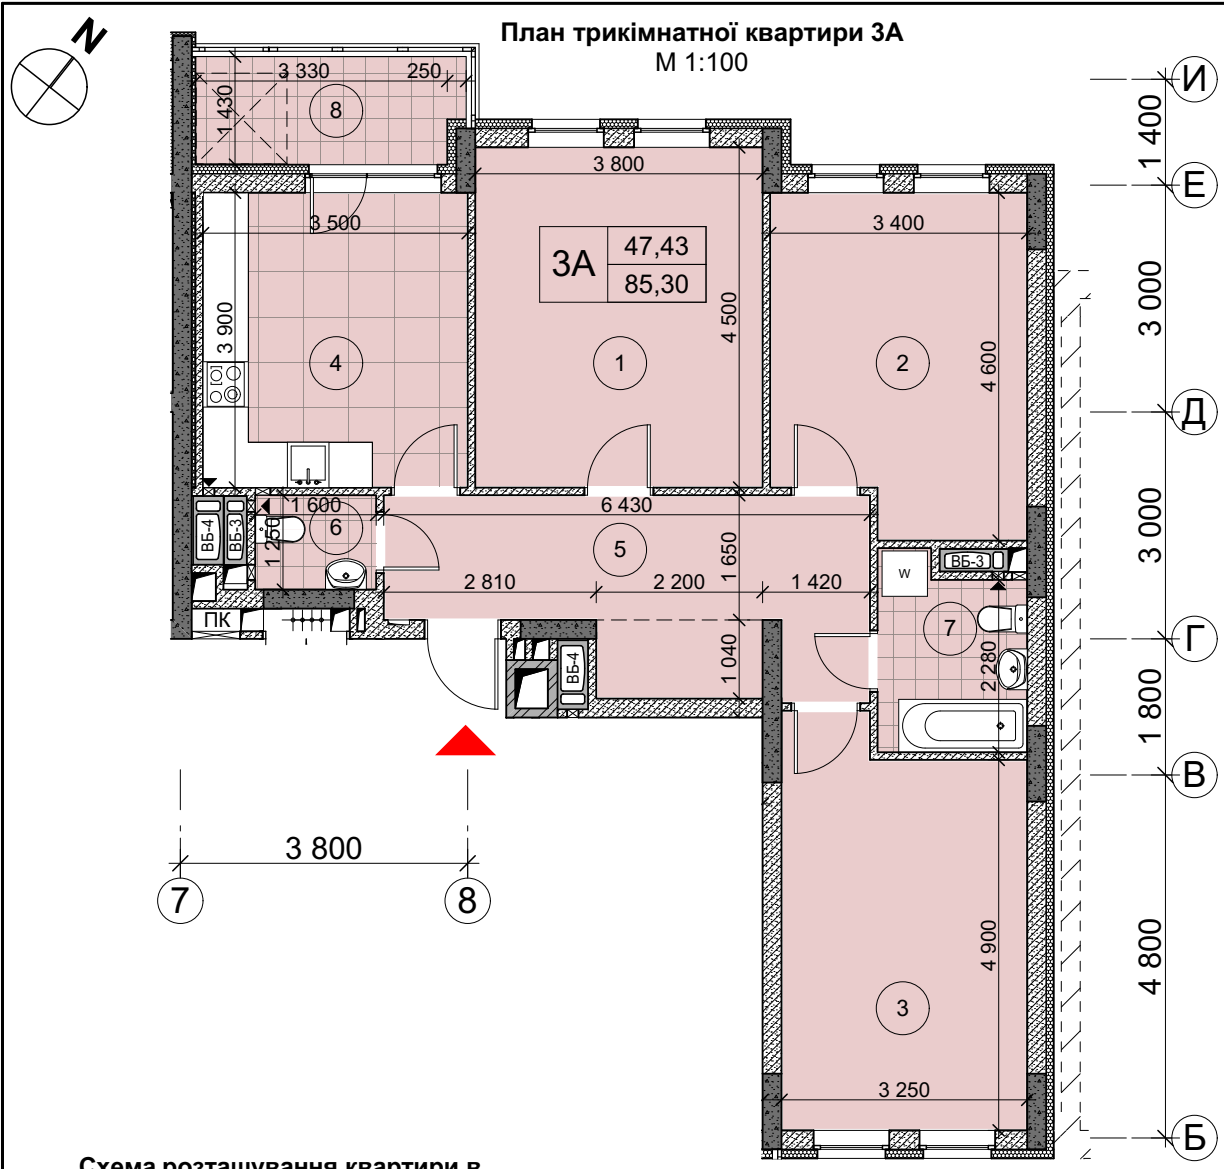 План трикімнатної квартири 3А
М 1:100
N
И
3 330
250
8
1 430
1 400
3 800
Е
3 500
3А
47,43
85,30
3 400
3 000
3 900
4 500
4
1
2
4 600
Д
1 600
6 430
ВБ-4
ВБ-3
6
1 250
5
1 650
3 000
ВБ-3
W
2 810
2 200
1 420
ПК
7
Г
ВБ-4
1 040
2 280
1 800
В
3 800
7
8
4 900
4 800
3
3 250
Б
Схема розташування квартири в